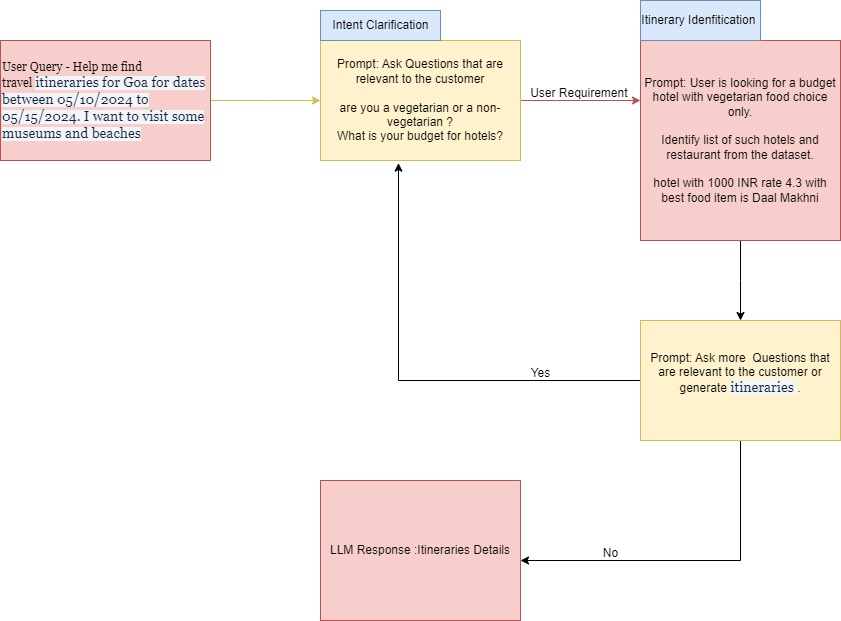 Intent Clarification
Itinerary Idenfitication
User Query - Help me find
travel itineraries for Goa for dates
between 05/10/2024 to
05/15/2024. I want to visit some
museums and beaches
Prompt: Ask Questions that are
relevant to the customer
are you a vegetarian or a non-
vegetarian ?
What is your budget for hotels?
User Requirement
Prompt: User is looking for a budget
hotel with vegetarian food choice
only.
Identify list of such hotels and
restaurant from the dataset.
hotel with 1000 INR rate 4.3 with
best food item is Daal Makhni
Prompt: Ask more  Questions that
are relevant to the customer or
generate itineraries .
Yes
No
LLM Response :Itineraries Details